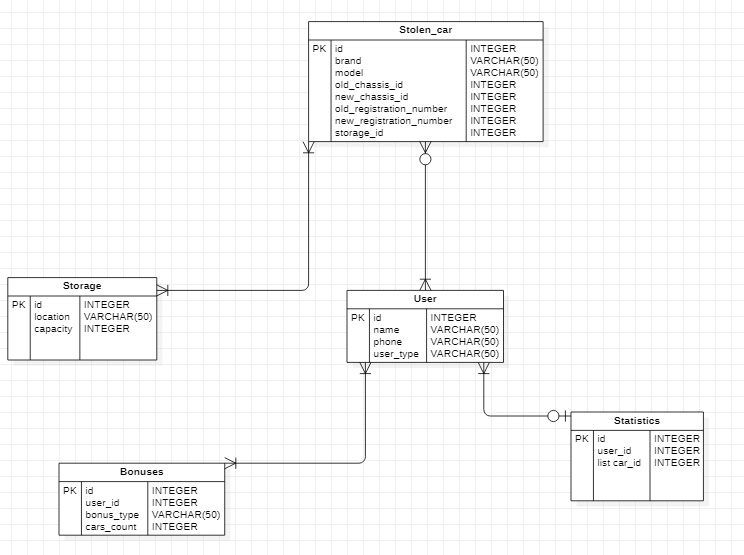 Stolen_car
PK id INTEGER
brand VARCHAR(50)
model VARCHAR(50)
old_chassis_id INTEGER
new_chassis_id INTEGER
old_registration_number INTEGER
new_registration_number INTEGER
storage_id INTEGER
Storage
PK id INTEGER
location VARCHAR(50)
capacity INTEGER
User
PK id INTEGER
name VARCHAR(50)
phone VARCHAR(50)
user_type VARCHAR(50)
Statistics
PK id INTEGER
user_id INTEGER
list car_id INTEGER
Bonuses
PK id INTEGER
user_id INTEGER
bonus_type VARCHAR(50)
cars_count INTEGER